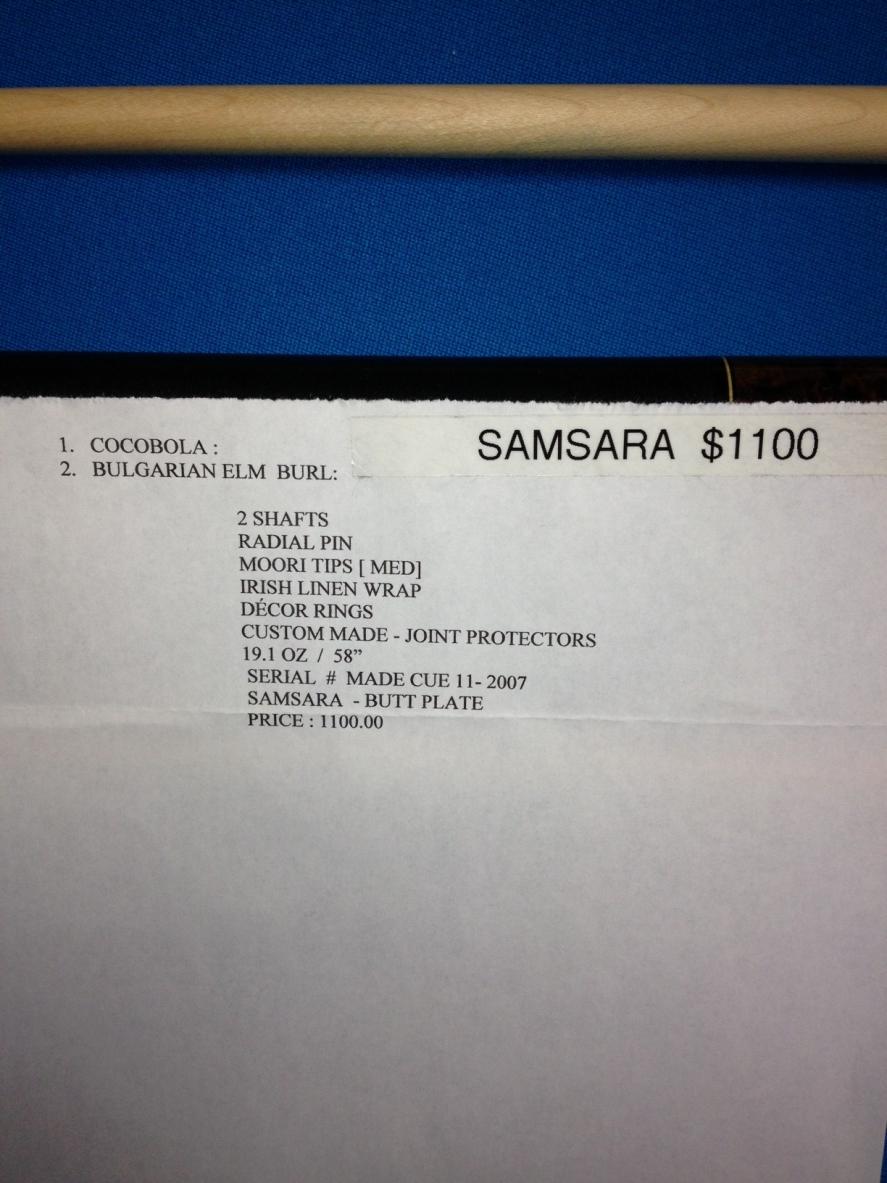 1. COCOBOLA :
SAMSARA $1100
2. BULGARIAN ELM BURL:
2 SHAFTS
RADIAL PIN
MOORI TIPS [ MED]
IRISH LINEN WRAP
DÉCOR RINGS
CUSTOM MADE - JOINT PROTECTORS
19.1 OZ / 58”
SERIAL # MADE CUE 11- 2007
SAMSARA - BUTT PLATE
PRICE : 1100.00